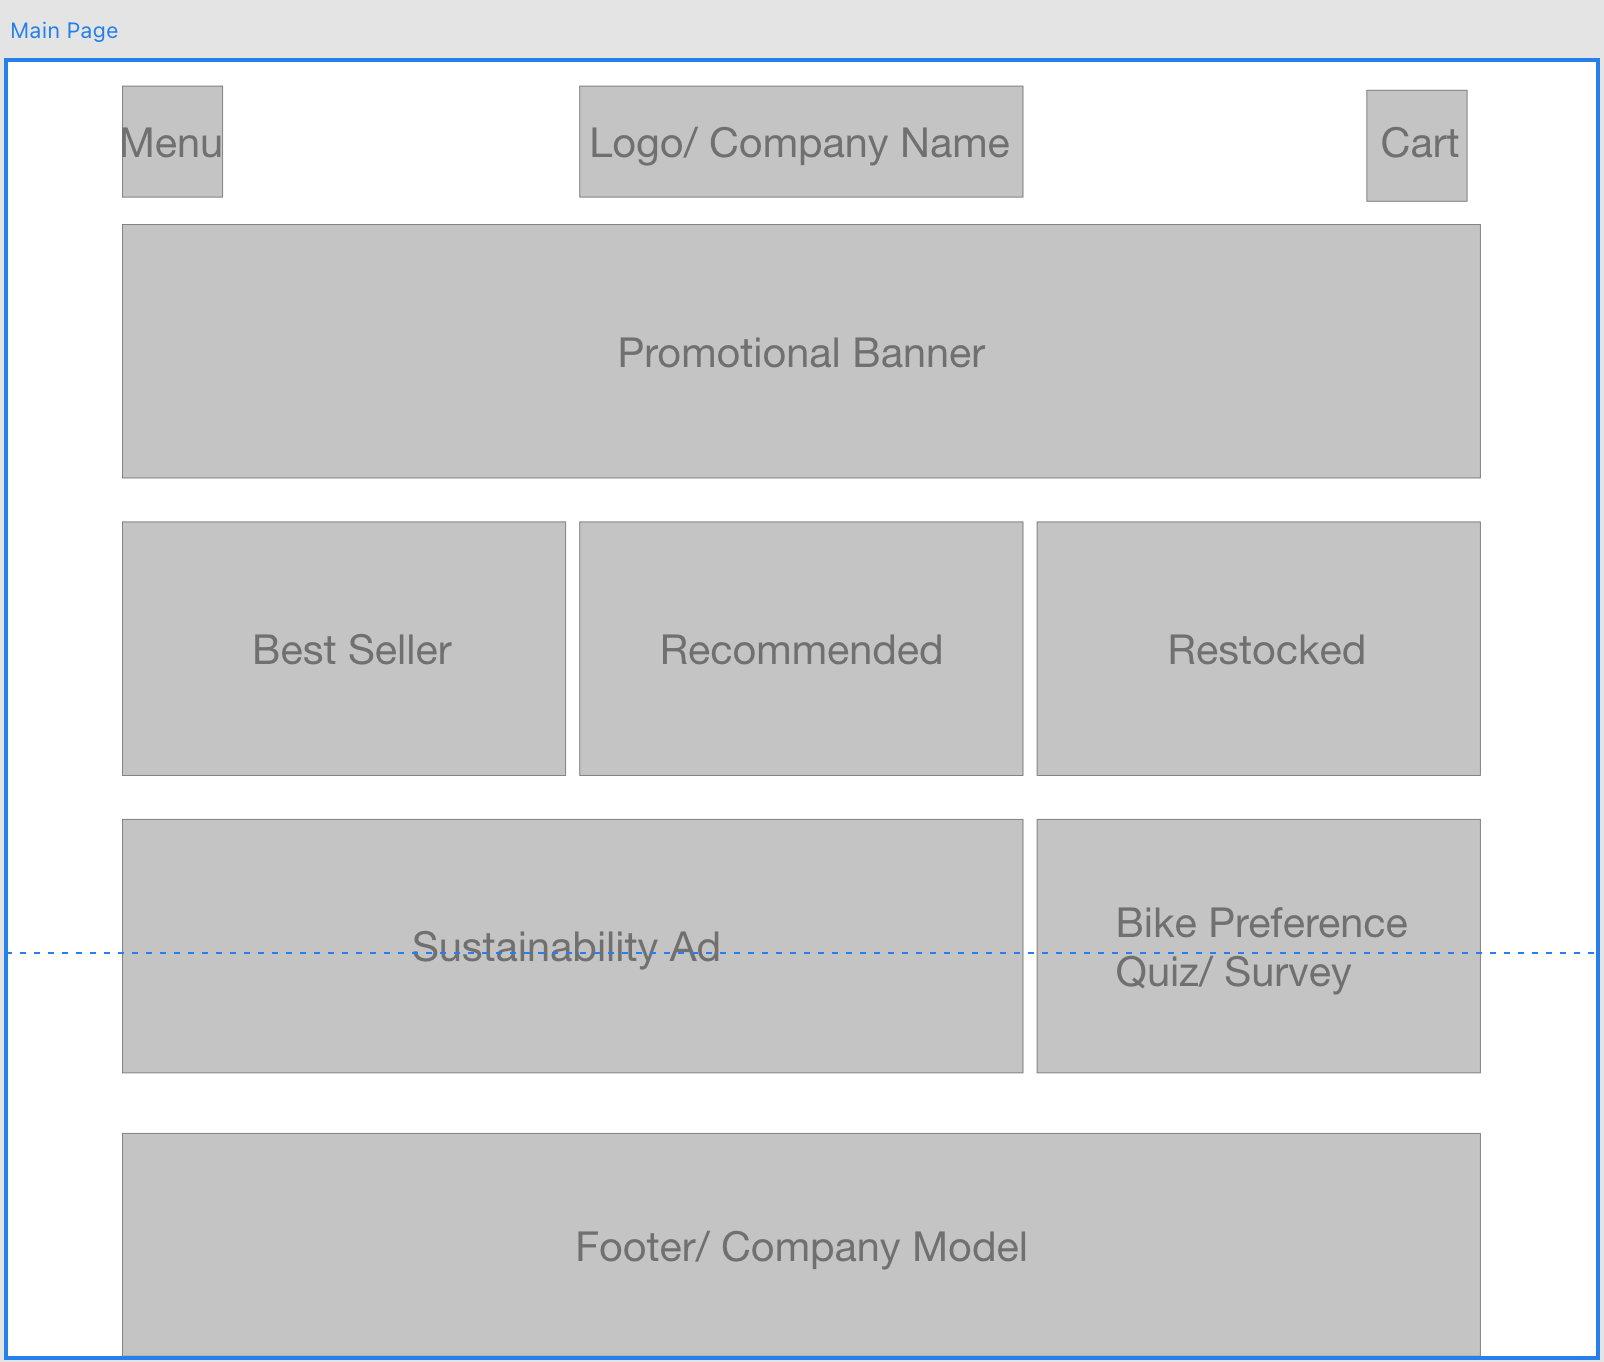 Main Page
Menu
Logo/ Company Name
Cart
Promotional Banner
Best Seller
Recommended
Restocked
Sustainability Ad
Bike Preference
Quiz/ Survey
Footer/ Company Model